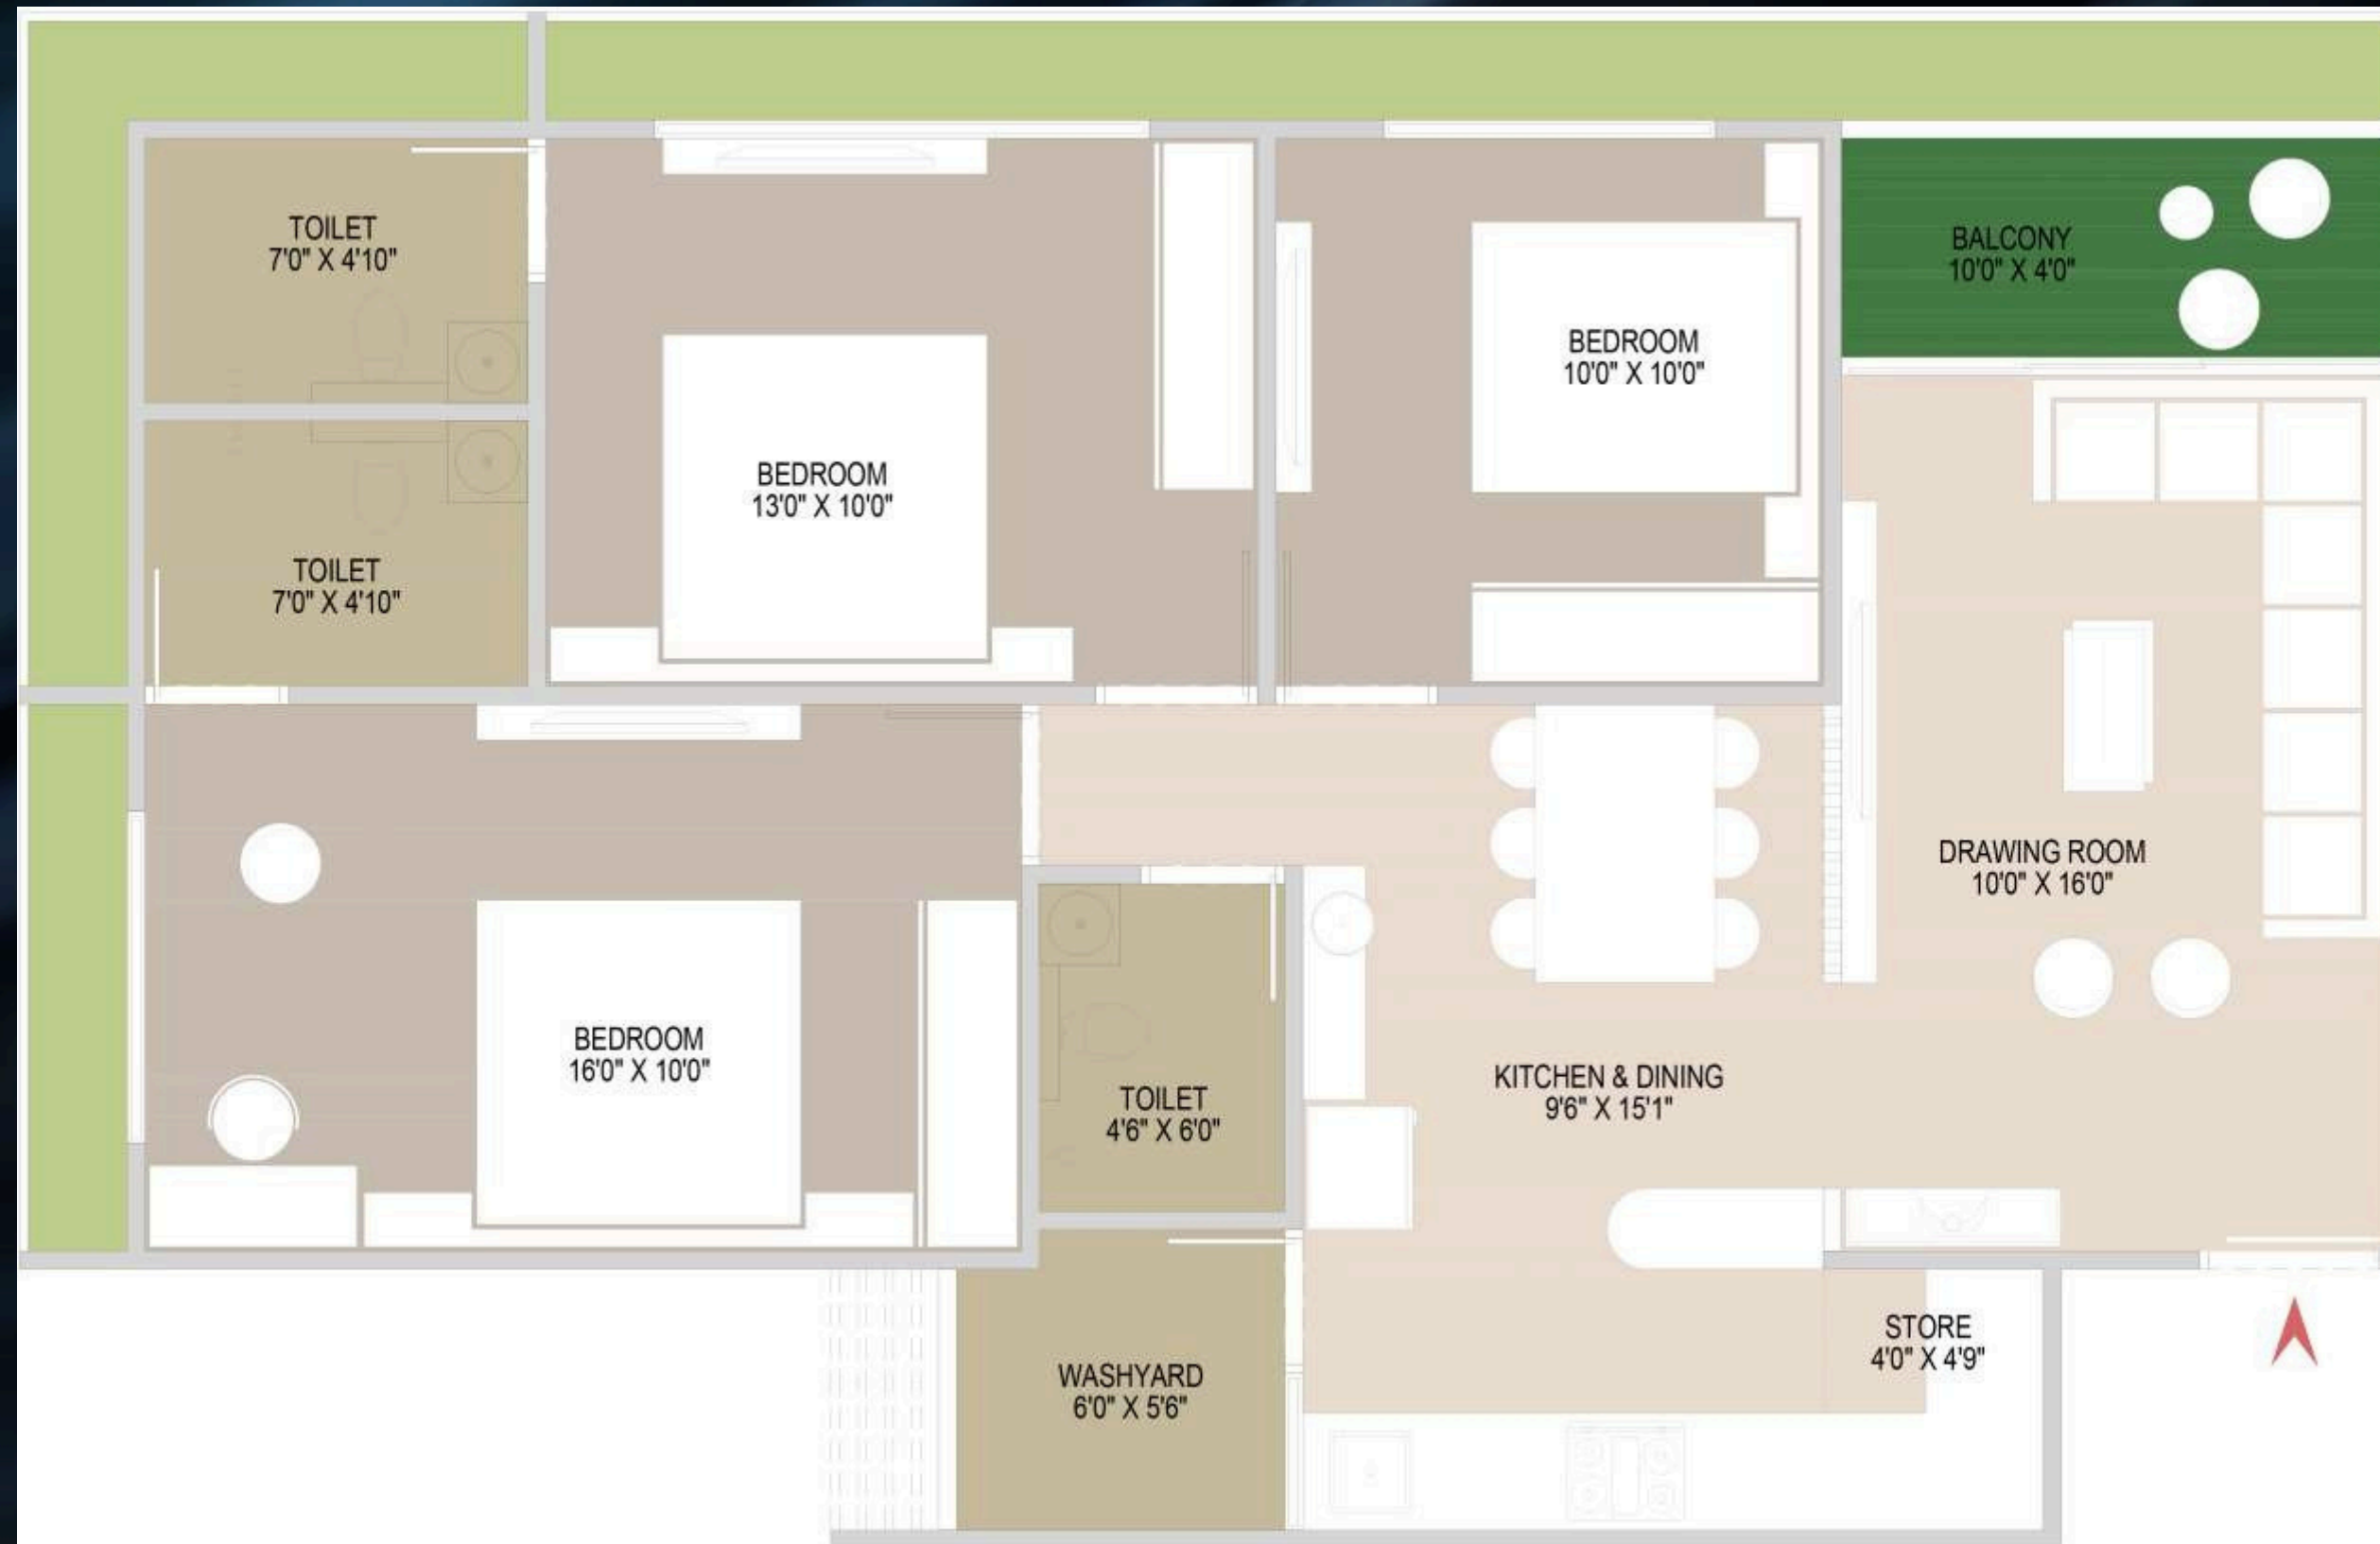 TOILET
7'0" X 4'10"
BALCONY
10'0" X 4'0"
BEDROOM
10'0" X 10'0"
BEDROOM
13'0" X 10'0"
TOILET
7'0" X 4'10"
DRAWING ROOM
10'0" X 16'0"
BEDROOM
16'0" X 10'0"
KITCHEN & DINING
9'6" X 15'1"
TOILET
4'6" X 6'0"
STORE
4'0" X 4'9"
WASHYARD
6'0" X 5'6"